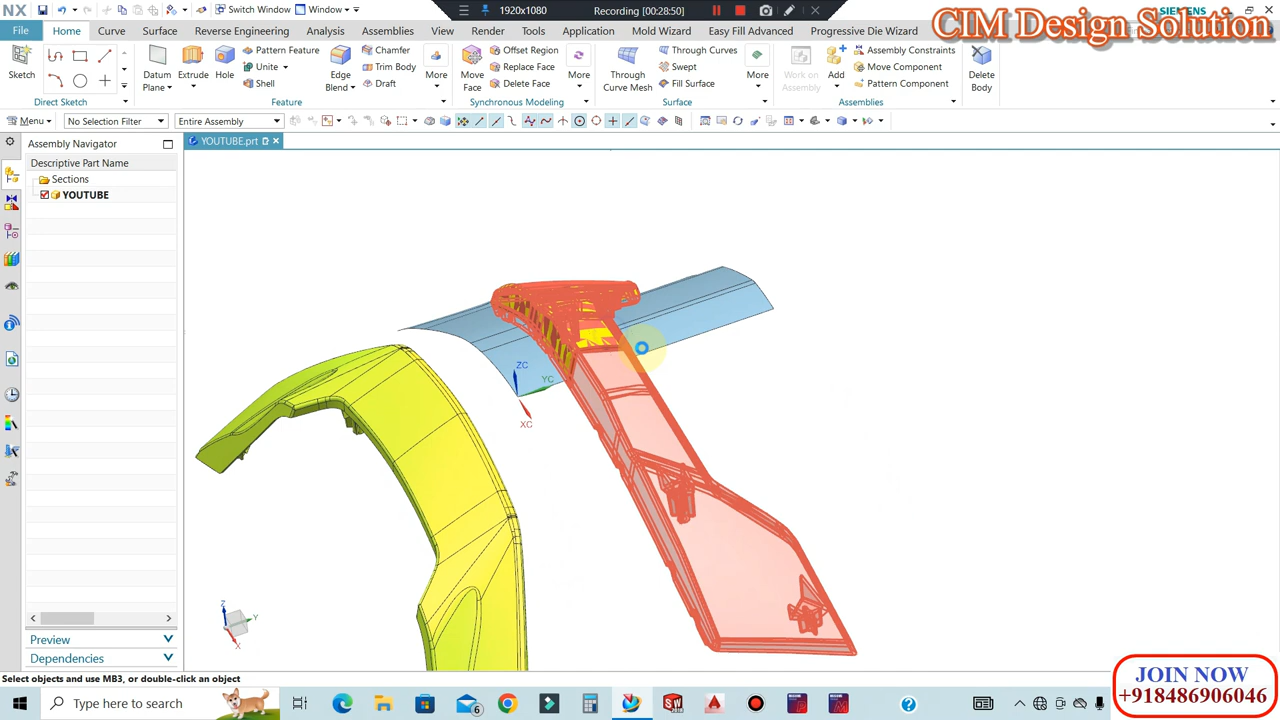 NX
Switch Window
Window
1920x1080
Recording [00:28:50]
SIEMENS
CIM Design Solution
File
Home
Curve
Surface
Reverse Engineering
Analysis
Assemblies
View
Render
Tools
Application
Mold Wizard
Easy Fill Advanced
Progressive Die Wizard
Sketch
Direct Sketch
Datum Plane
Extrude
Hole
Pattern Feature
Unite
Shell
Edge Blend
Chamfer
Trim Body
Draft
More
Feature
Move Face
Offset Region
Replace Face
Delete Face
More
Synchronous Modeling
Through Curve Mesh
Through Curves
Swept
Fill Surface
More
Surface
Work on Assembly
Add
Assembly Constraints
Move Component
Pattern Component
Assemblies
Delete Body
Menu
No Selection Filter
Entire Assembly
Assembly Navigator
YOUTUBE.prt
Descriptive Part Name
Sections
YOUTUBE
ZC
YC
XC
Z
Y
X
Preview
Dependencies
Select objects and use MB3, or double-click an object
JOIN NOW
+918486906046
Type here to search
6